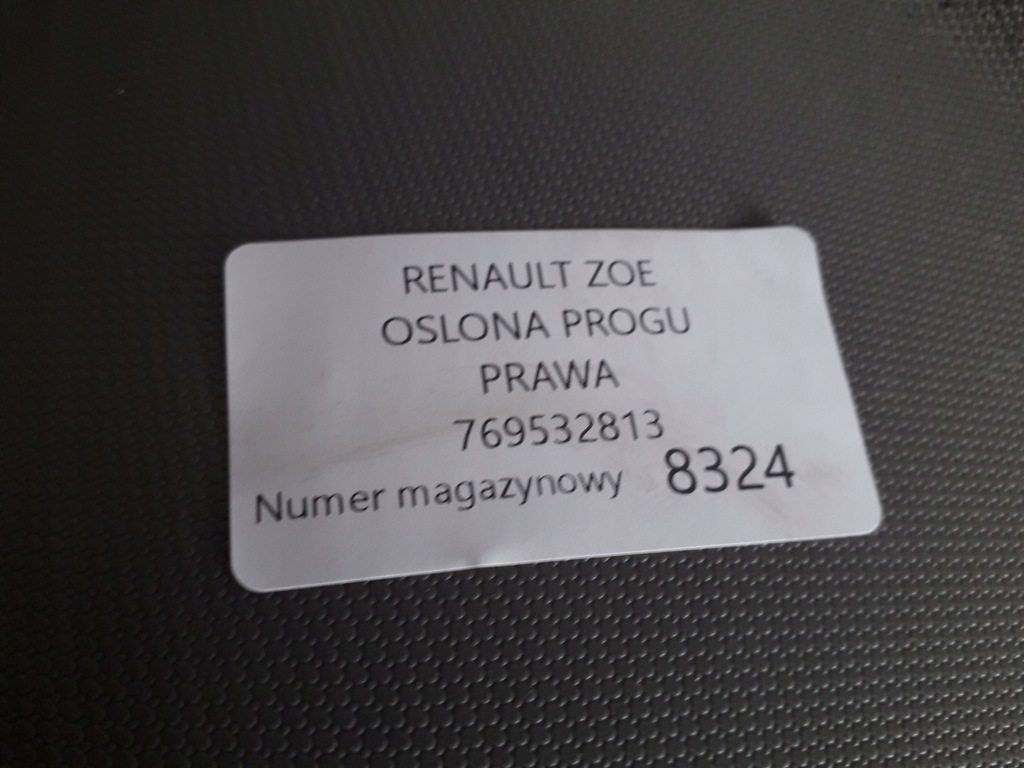 RENAULT ZOE
OSLONA PROGU
PRAWA
769532813
Numer magazynowy 8324